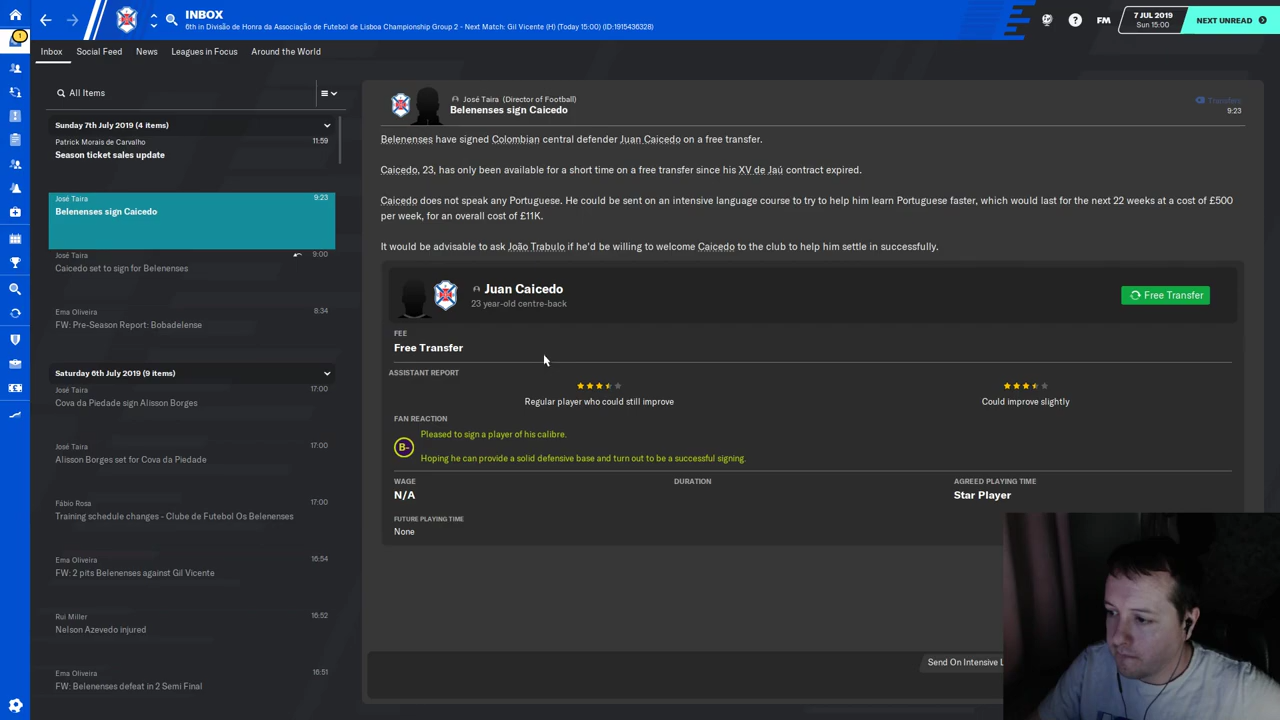 INBOX
6th in Divisão de Honra da Associação de Futebol de Lisboa Championship Group 2 - Next Match: Gil Vicente (H) (Today 15:00) (ID:1915436328)
FM
7 JUL 2019
Sun 15:00
NEXT UNREAD
1
Inbox
Social Feed
News
Leagues in Focus
Around the World
All Items
Sunday 7th July 2019 (4 items)
Patrick Morais de Carvalho
11:59
Season ticket sales update
José Taira
9:23
Belenenses sign Caicedo
José Taira
9:00
Caicedo set to sign for Belenenses
Ema Oliveira
8:34
FW: Pre-Season Report: Bobadelense
Saturday 6th July 2019 (9 items)
José Taira
17:00
Cova da Piedade sign Alisson Borges
José Taira
17:00
Alisson Borges set for Cova da Piedade
Fábio Rosa
17:00
Training schedule changes - Clube de Futebol Os Belenenses
Ema Oliveira
16:54
FW: 2 pits Belenenses against Gil Vicente
Rui Miller
16:52
Nelson Azevedo injured
Ema Oliveira
16:51
FW: Belenenses defeat in 2 Semi Final
José Taira (Director of Football)
Belenenses sign Caicedo
Transfers
9:23
Belenenses have signed Colombian central defender Juan Caicedo on a free transfer.
Caicedo, 23, has only been available for a short time on a free transfer since his XV de Jaú contract expired.
Caicedo does not speak any Portuguese. He could be sent on an intensive language course to try to help him learn Portuguese faster, which would last for the next 22 weeks at a cost of £500
per week, for an overall cost of £11K.
It would be advisable to ask João Trabulo if he'd be willing to welcome Caicedo to the club to help him settle in successfully.
Juan Caicedo
23 year-old centre-back
Free Transfer
FEE
Free Transfer
ASSISTANT REPORT
Regular player who could still improve
Could improve slightly
FAN REACTION
B-
Pleased to sign a player of his calibre.
Hoping he can provide a solid defensive base and turn out to be a successful signing.
WAGE
DURATION
AGREED PLAYING TIME
N/A
Star Player
FUTURE PLAYING TIME
None
Send On Intensive L